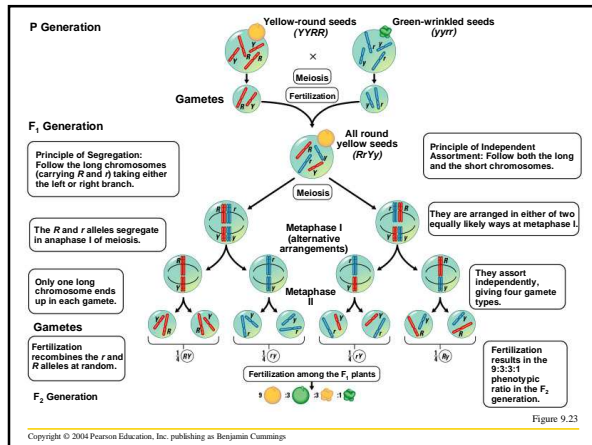 P Generation
Yellow-round seeds
(YYRR)
Green-wrinkled seeds
(yyrr)
Y
R
R
Y
×
y
r
r
y
Meiosis
Fertilization
Gametes
R Y
y r
F1 Generation
All round
yellow seeds
(RrYy)
Principle of Segregation:
Follow the long chromosomes
(carrying R and r) taking either
the left or right branch.
Principle of Independent
Assortment: Follow both the long
and the short chromosomes.
Meiosis
The R and r alleles segregate
in anaphase I of meiosis.
R r
Y y
Metaphase I
(alternative
arrangements)
r R
Y y
They are arranged in either of two
equally likely ways at metaphase I.
Only one long
chromosome ends
up in each gamete.
R
Y
r
y
Metaphase
II
r
Y
R
y
They assort
independently,
giving four gamete
types.
Gametes
Fertilization
recombines the r and
R alleles at random.
1/4 RY
1/4 ry
1/4 rY
1/4 Ry
Fertilization
results in the
9:3:3:1
phenotypic
ratio in the F2
generation.
Fertilization among the F1 plants
F2 Generation
9 :3 :3 :1
Figure 9.23
Copyright © 2004 Pearson Education, Inc. publishing as Benjamin Cummings